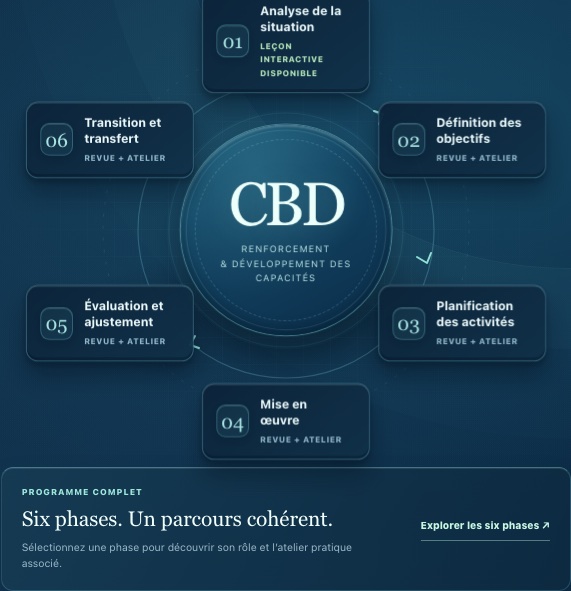 01
Analyse de la
situation
LEÇON
INTERACTIVE
DISPONIBLE
06
Transition et
transfert
REVUE + ATELIER
02
Définition des
objectifs
REVUE + ATELIER
CBD
RENFORCEMENT
& DÉVELOPPEMENT DES
CAPACITÉS
05
Évaluation et
ajustement
REVUE + ATELIER
03
Planification
des activités
REVUE + ATELIER
04
Mise en
œuvre
REVUE + ATELIER
PROGRAMME COMPLET
Six phases. Un parcours cohérent.
Explorer les six phases ↗
Sélectionnez une phase pour découvrir son rôle et l'atelier pratique
associé.